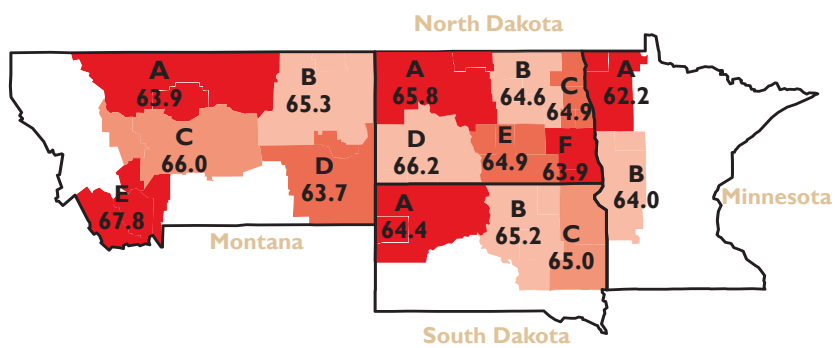 North Dakota
A
63.9
B
65.3
C
66.0
D
63.7
E
67.8
Montana
A
65.8
B
64.6
C
64.9
D
66.2
E
64.9
F
63.9
A
62.2
B
64.0
Minnesota
A
64.4
B
65.2
C
65.0
South Dakota